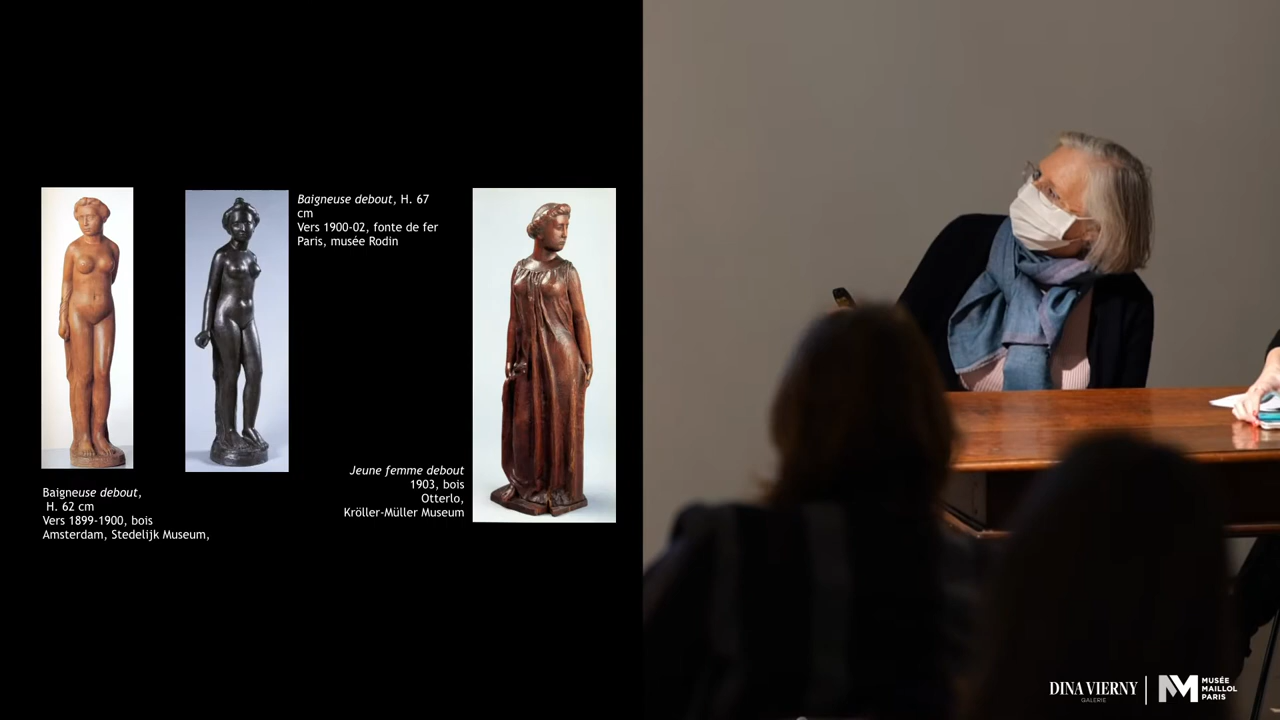 Baigneuse debout, H. 67
cm
Vers 1900-02, fonte de fer
Paris, musée Rodin
Jeune femme debout
1903, bois
Otterlo,
Kröller-Müller Museum
Baigneuse debout,
H. 62 cm
Vers 1899-1900, bois
Amsterdam, Stedelijk Museum,
DINA VIERNY
GALERIE
MUSÉE
MAILLOL
PARIS